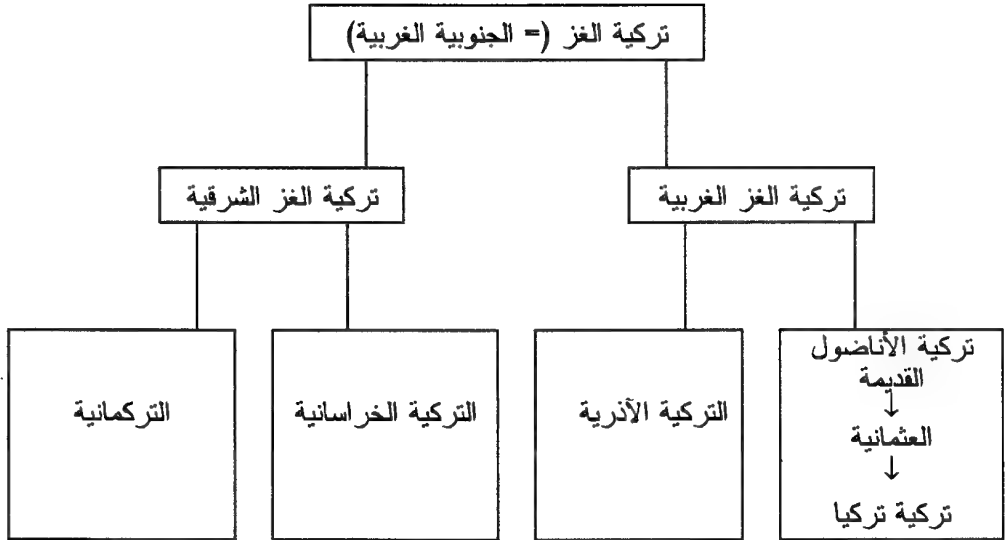 تركية الغز (= الجنوبية الغربية)
تركية الغز الغربية
تركية الغز الشرقية
تركية الأناضول
القديمة
↓
العثمانية
↓
تركية تركيا
التركية الآذرية
التركية الخراسانية
التركمانية